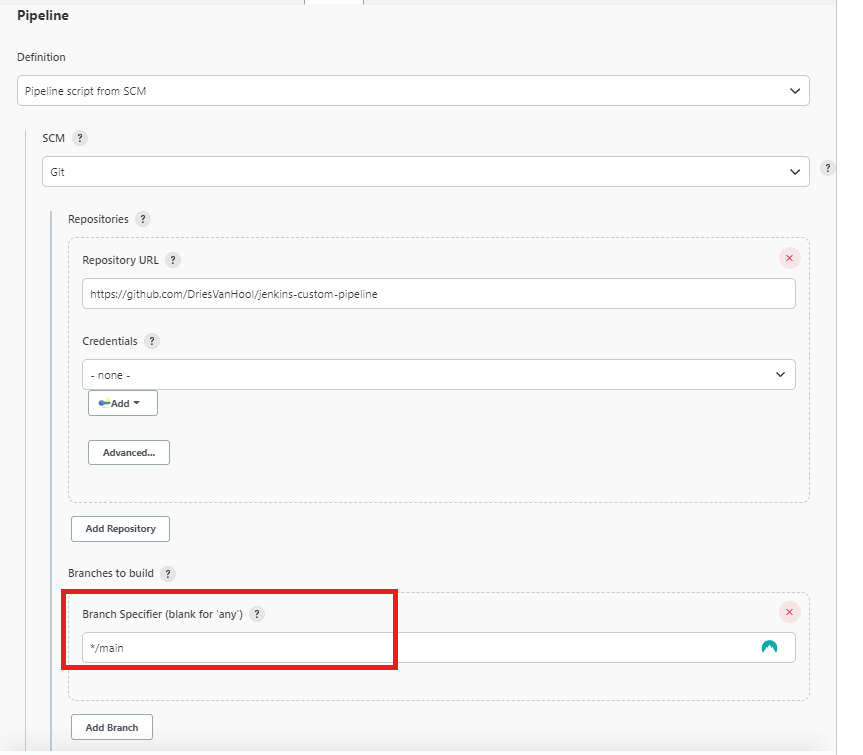 Pipeline
Definition
Pipeline script from SCM
SCM ?
Git
?
Repositories ?
Repository URL ?
https://github.com/DriesVanHool/jenkins-custom-pipeline
Credentials ?
- none -
Add
Advanced...
Add Repository
Branches to build ?
Branch Specifier (blank for 'any') ?
*/main
Add Branch